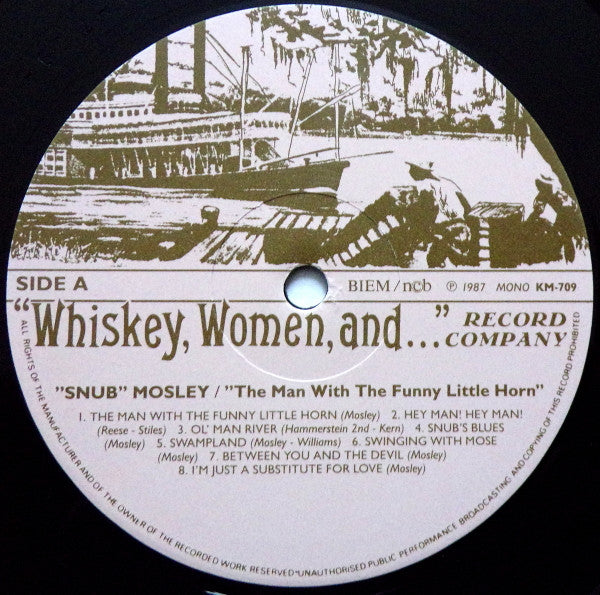 SIDE A
BIEM / n©b ℗ 1987 MONO KM-709
"Whiskey, Women, and..." RECORD COMPANY
"SNUB" MOSLEY / "The Man With The Funny Little Horn"
1. THE MAN WITH THE FUNNY LITTLE HORN (Mosley) 2. HEY MAN! HEY MAN!
(Reese - Stiles) 3. OL' MAN RIVER (Hammerstein 2nd - Kern) 4. SNUB'S BLUES
(Mosley) 5. SWAMPLAND (Mosley - Williams) 6. SWINGING WITH MOSE
(Mosley) 7. BETWEEN YOU AND THE DEVIL (Mosley)
8. I'M JUST A SUBSTITUTE FOR LOVE (Mosley)
ALL RIGHTS OF THE MANUFACTURER AND OF THE OWNER OF THE RECORDED WORK RESERVED·UNAUTHORISED PUBLIC PERFORMANCE BROADCASTING AND COPYING OF THIS RECORD PROHIBITED